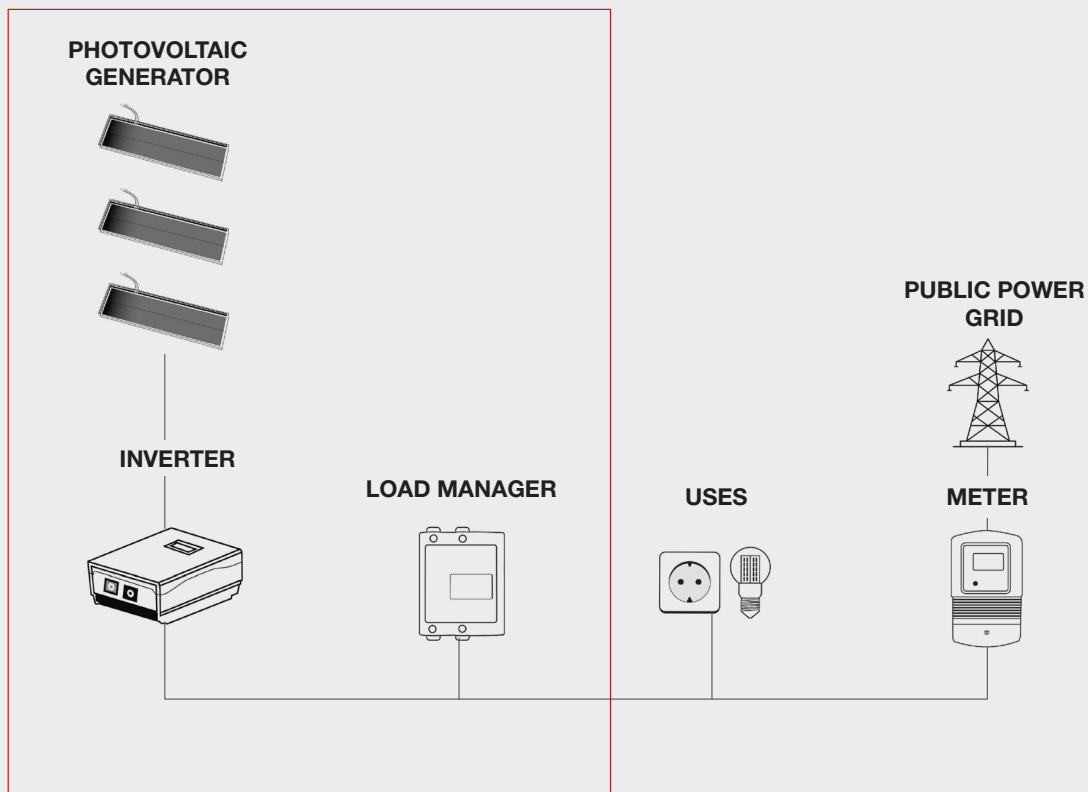 PHOTOVOLTAIC
GENERATOR
PUBLIC POWER
GRID
INVERTER
LOAD MANAGER
USES
METER